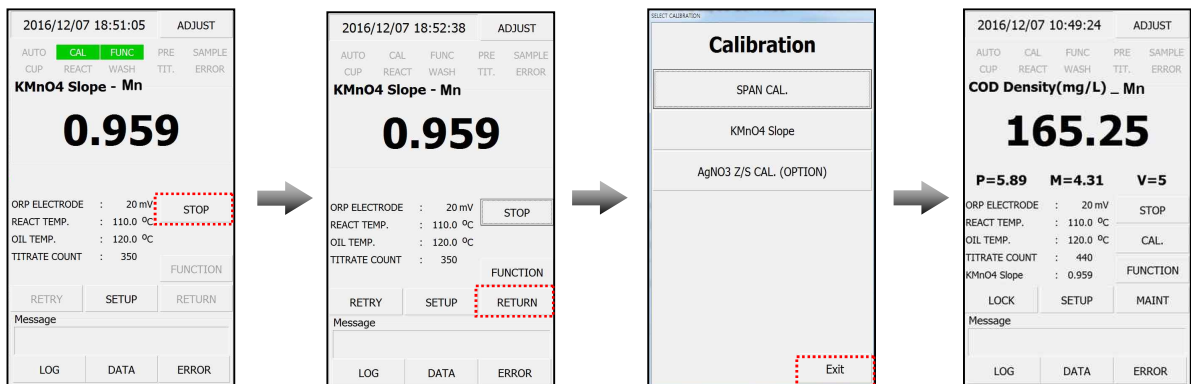 2016/12/07 18:51:05 ADJUST
AUTO CAL FUNC PRE SAMPLE
CUP REACT WASH TIT. ERROR
KMnO4 Slope - Mn
0.959
ORP ELECTRODE : 20 mV STOP
REACT TEMP. : 110.0 ⁰C
OIL TEMP. : 120.0 ⁰C
TITRATE COUNT : 350
FUNCTION
RETRY SETUP RETURN
Message
LOG DATA ERROR
2016/12/07 18:52:38 ADJUST
AUTO CAL FUNC PRE SAMPLE
CUP REACT WASH TIT. ERROR
KMnO4 Slope - Mn
0.959
ORP ELECTRODE : 20 mV STOP
REACT TEMP. : 110.0 ⁰C
OIL TEMP. : 120.0 ⁰C
TITRATE COUNT : 350
FUNCTION
RETRY SETUP RETURN
Message
LOG DATA ERROR
SELECT CALIBRATION
Calibration
SPAN CAL.
KMnO4 Slope
AgNO3 Z/S CAL. (OPTION)
Exit
2016/12/07 10:49:24 ADJUST
AUTO CAL FUNC PRE SAMPLE
CUP REACT WASH TIT. ERROR
COD Density(mg/L) _ Mn
165.25
P=5.89 M=4.31 V=5
ORP ELECTRODE : 20 mV STOP
REACT TEMP. : 110.0 ⁰C
OIL TEMP. : 120.0 ⁰C CAL.
TITRATE COUNT : 440
KMnO4 Slope : 0.959 FUNCTION
LOCK SETUP MAINT
Message
LOG DATA ERROR